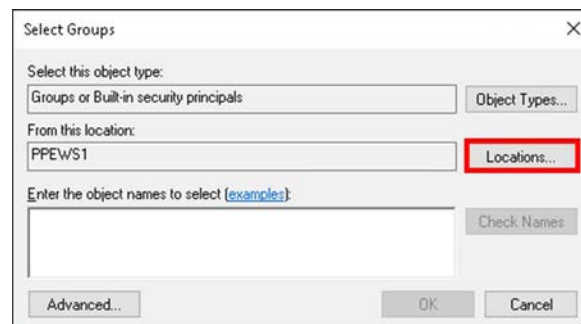 Select Groups
Select this object type:
Groups or Built-in security principals
Object Types...
From this location:
PPEWS1
Locations...
Enter the object names to select (examples):
Check Names
Advanced...
OK
Cancel